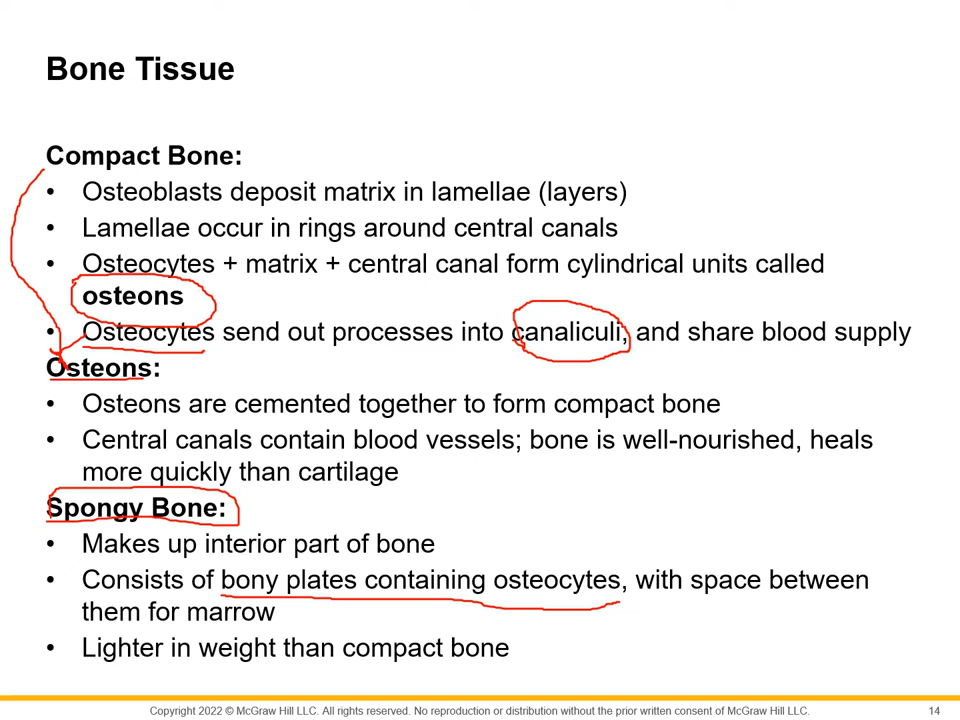 Bone Tissue
Compact Bone:
• Osteoblasts deposit matrix in lamellae (layers)
• Lamellae occur in rings around central canals
• Osteocytes + matrix + central canal form cylindrical units called
osteons
• Osteocytes send out processes into canaliculi, and share blood supply
Osteons:
• Osteons are cemented together to form compact bone
• Central canals contain blood vessels; bone is well-nourished, heals
more quickly than cartilage
Spongy Bone:
• Makes up interior part of bone
• Consists of bony plates containing osteocytes, with space between
them for marrow
• Lighter in weight than compact bone
Copyright 2022 © McGraw Hill LLC. All rights reserved. No reproduction or distribution without the prior written consent of McGraw Hill LLC. 14